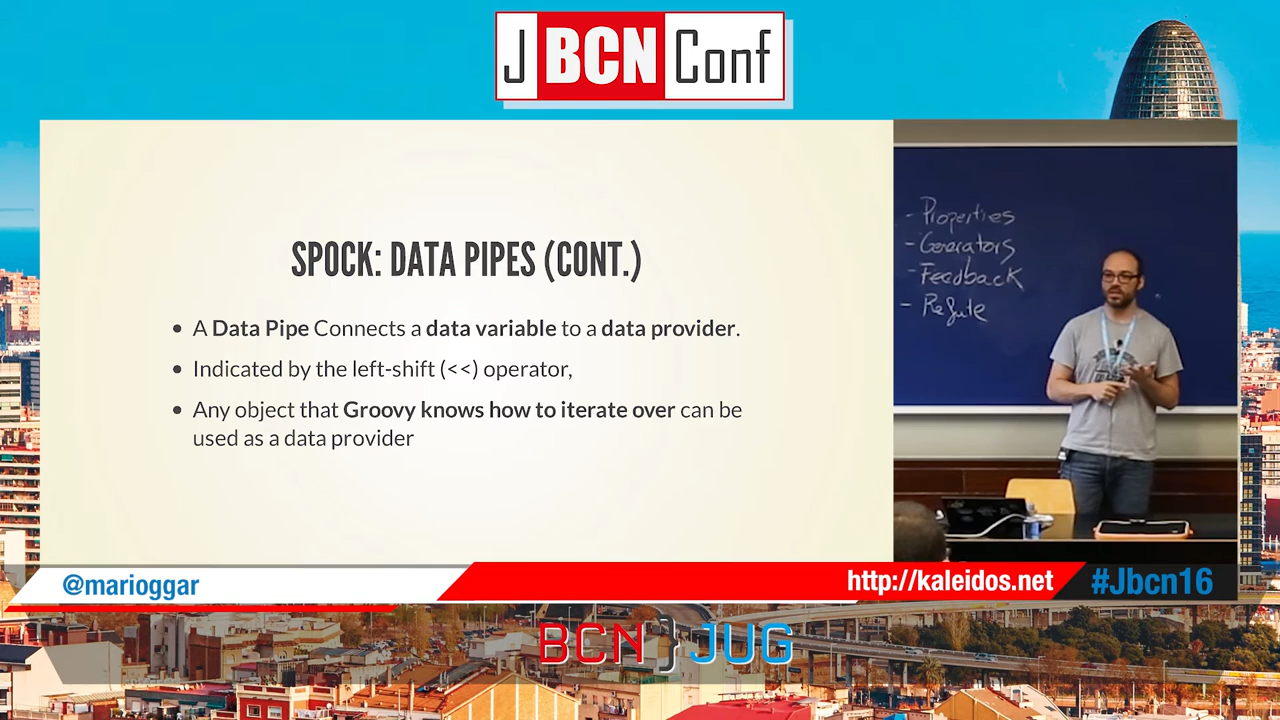 J BCN Conf
SPOCK: DATA PIPES (CONT.)
• A Data Pipe Connects a data variable to a data provider.
• Indicated by the left-shift (<<) operator,
• Any object that Groovy knows how to iterate over can be
used as a data provider
- Properties
- Generators
- Feedback
- Refute
@marioggar
http://kaleidos.net
#Jbcn16
BCN JUG